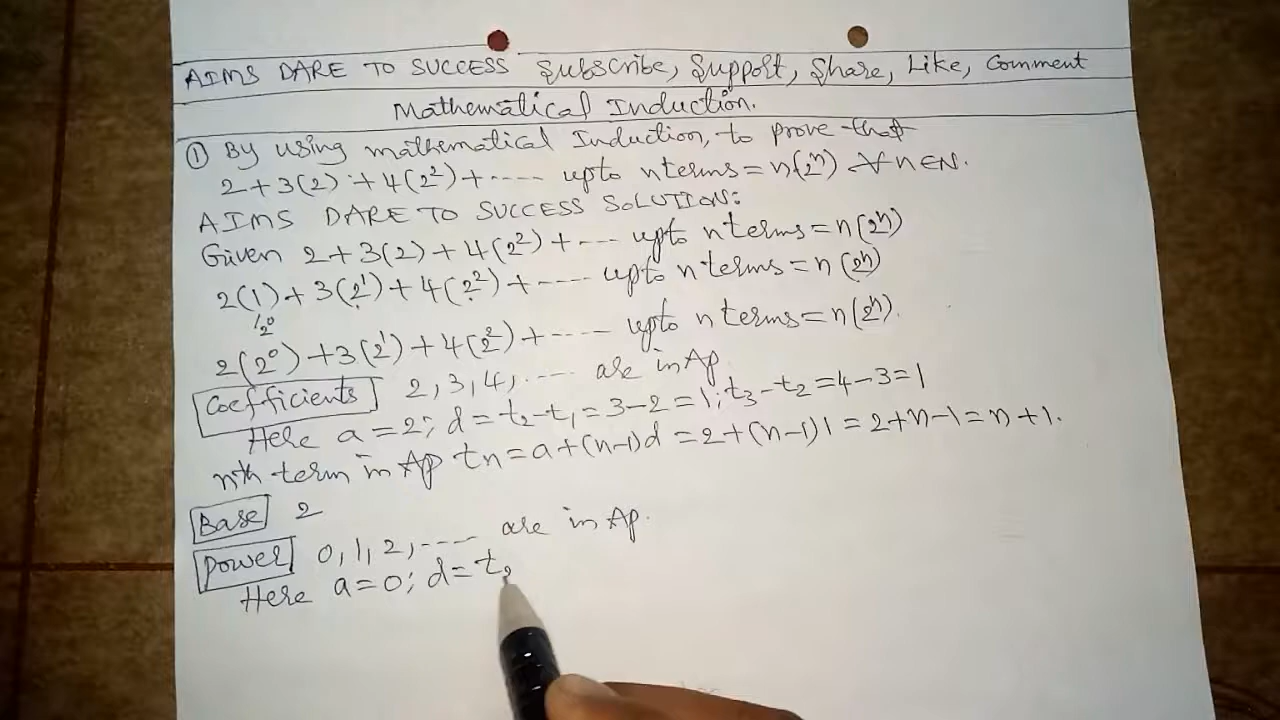 AIMS DARE TO SUCCESS Subscribe, Support, Share, Like, Comment
Mathematical Induction.
① By using mathematical Induction, to prove that
2+3(2)+4(2²)+---- upto n terms=n(2ⁿ) ∀ n∈N.
AIMS DARE TO SUCCESS SOLUTION:
Given 2+3(2)+4(2²)+---- upto n terms=n(2ⁿ)
2(1)+3(2¹)+4(2²)+---- upto n terms=n(2ⁿ)
2⁰
2(2⁰)+3(2¹)+4(2²)+---- upto n terms=n(2ⁿ).
Coefficients 2,3,4,---- are in Ap.
Here a=2; d=t₂-t₁=3-2=1; t₃-t₂=4-3=1
nth term in Ap tn=a+(n-1)d=2+(n-1)1=2+n-1=n+1.
Base 2
Power 0,1,2,---- are in Ap.
Here a=0; d=t₂